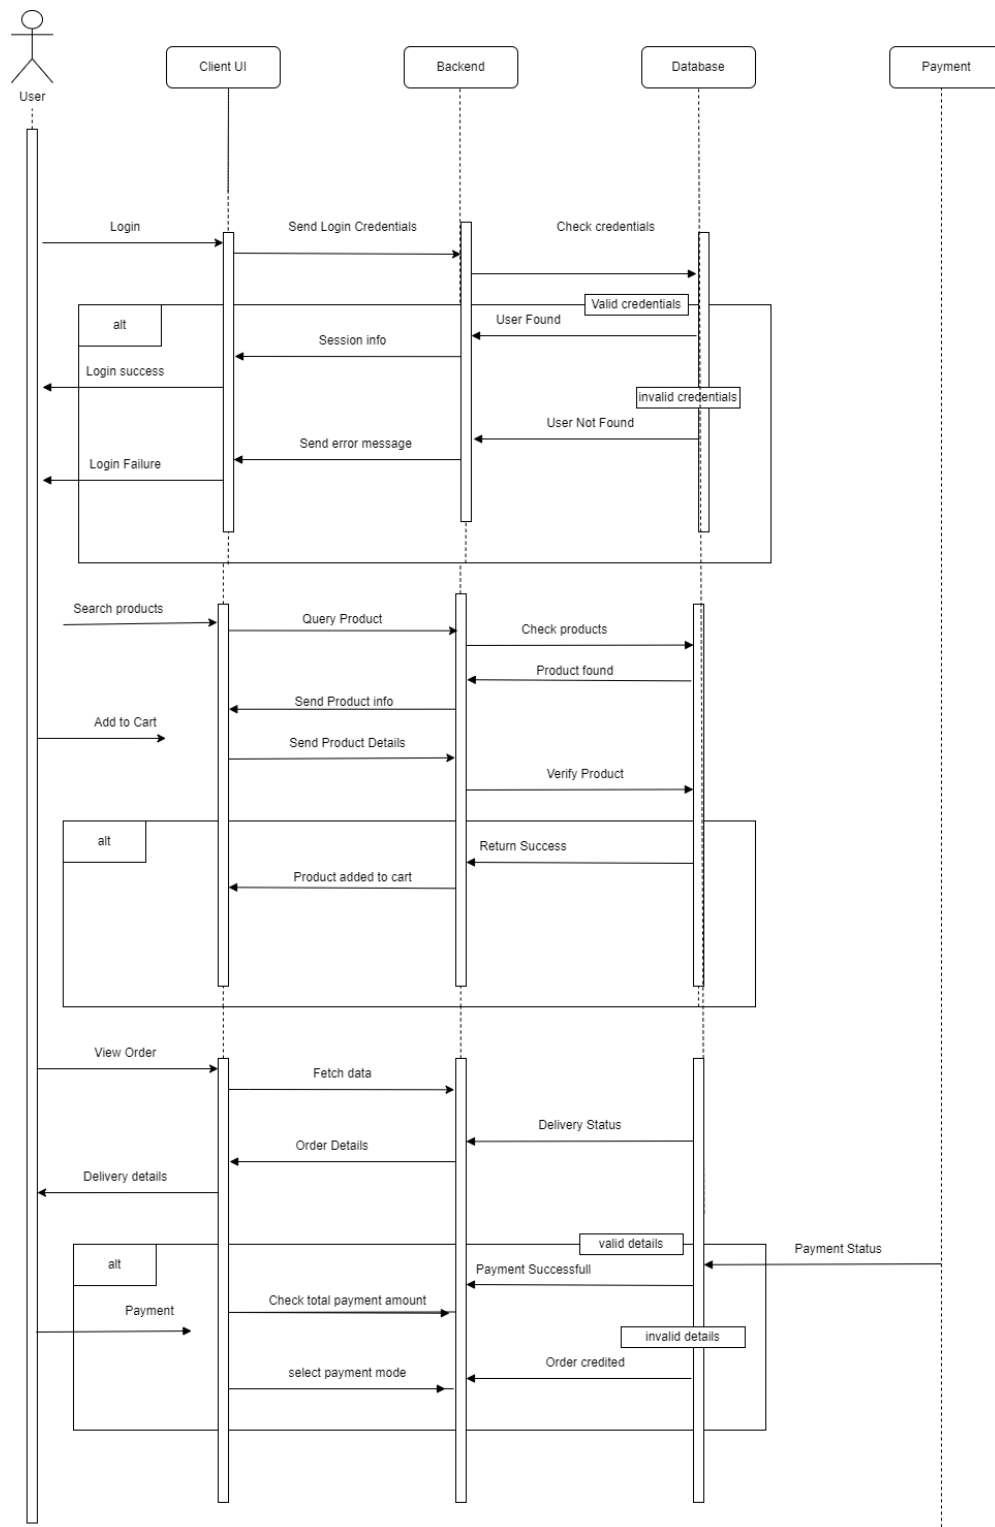 User
Client UI
Backend
Database
Payment
Login
Send Login Credentials
Check credentials
alt
Valid credentials
User Found
Session info
Login success
invalid credentials
User Not Found
Send error message
Login Failure
Search products
Query Product
Check products
Product found
Send Product info
Add to Cart
Send Product Details
Verify Product
alt
Return Success
Product added to cart
View Order
Fetch data
Delivery Status
Order Details
Delivery details
alt
valid details
Payment Status
Payment Successfull
Check total payment amount
Payment
invalid details
Order credited
select payment mode